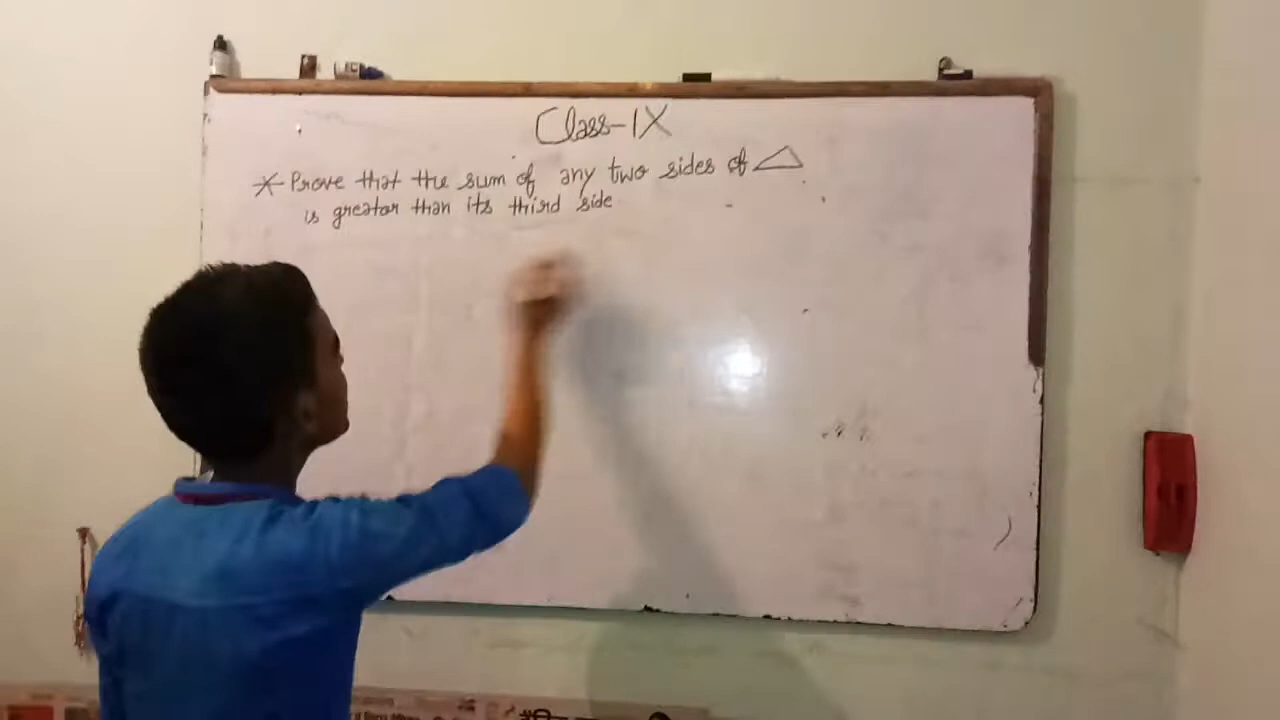 Class-IX
* Prove that the sum of any two sides of △
is greater than its third side